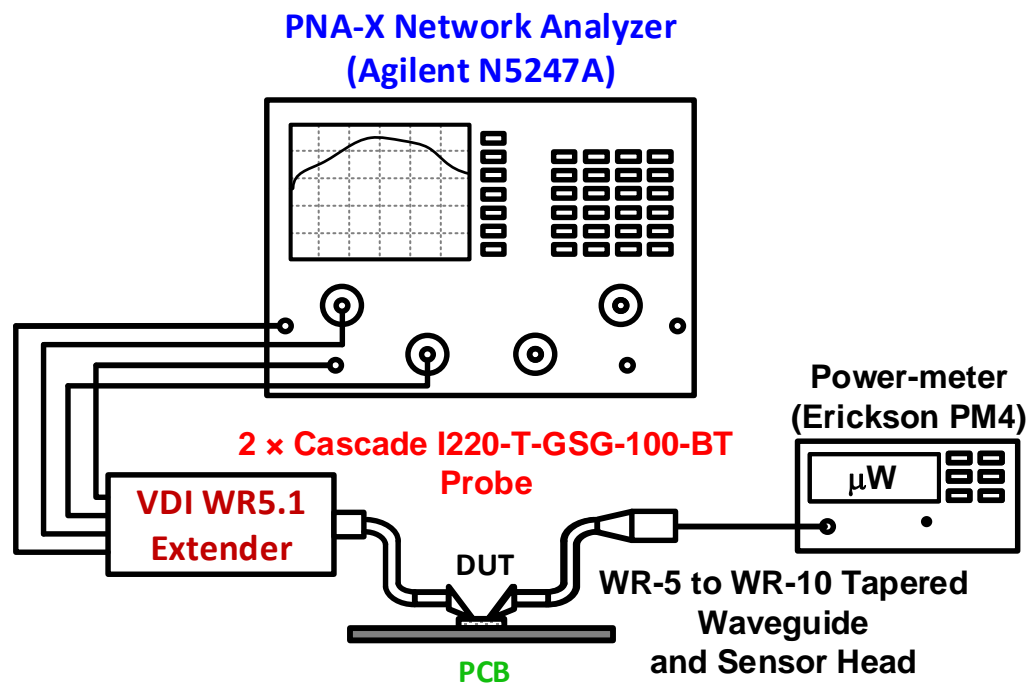 PNA-X Network Analyzer
(Agilent N5247A)
Power-meter
(Erickson PM4)
μW
2 × Cascade I220-T-GSG-100-BT
Probe
VDI WR5.1
Extender
DUT
WR-5 to WR-10 Tapered
Waveguide
and Sensor Head
PCB